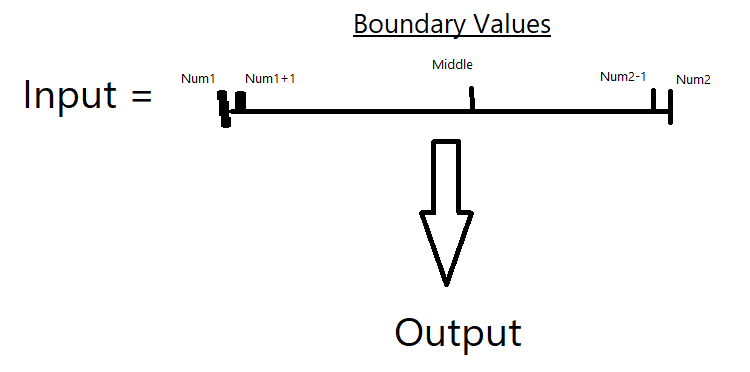 Boundary Values
Input =
Num1
Num1+1
Middle
Num2-1
Num2
Output